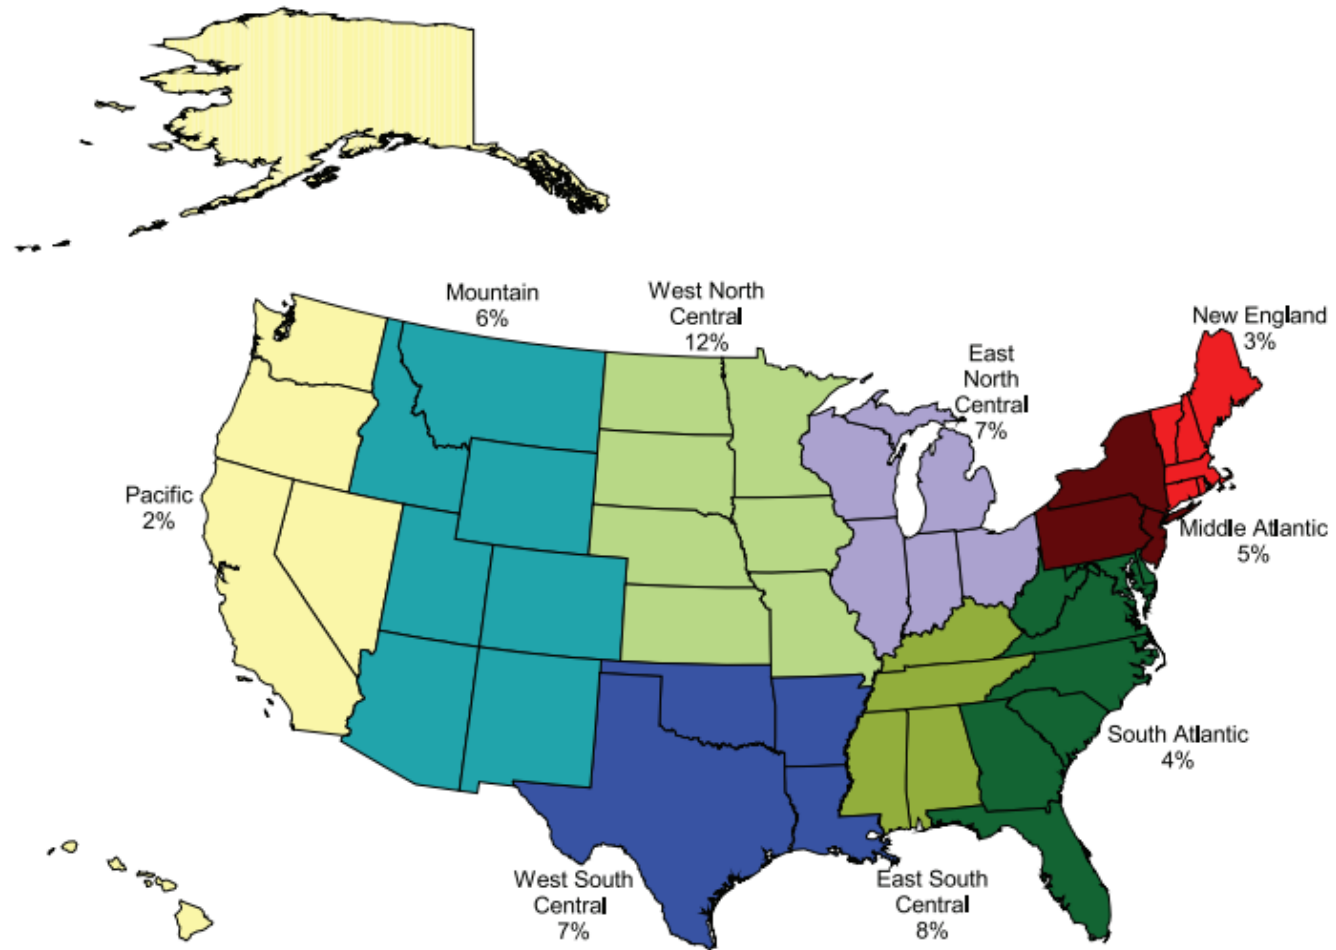 Mountain
6%
West North
Central
12%
New England
3%
East
North
Central
7%
Pacific
2%
Middle Atlantic
5%
South Atlantic
4%
West South
Central
7%
East South
Central
8%